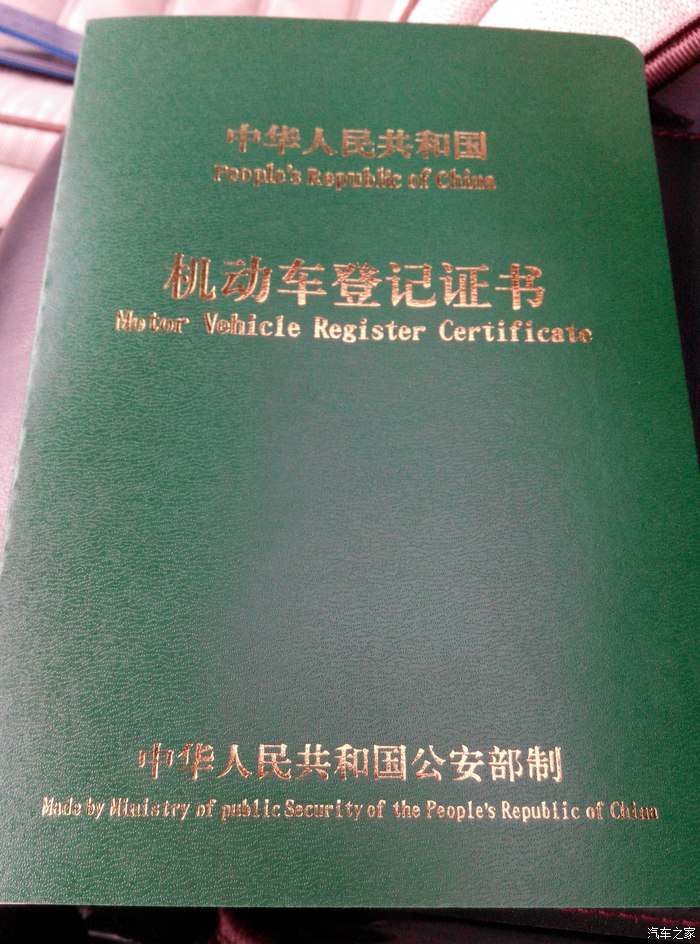 中华人民共和国
People's Republic of China
机动车登记证书
Motor Vehicle Register Certificate
中华人民共和国公安部制
Made by Ministry of public Security of the People's Republic of China
汽车之家